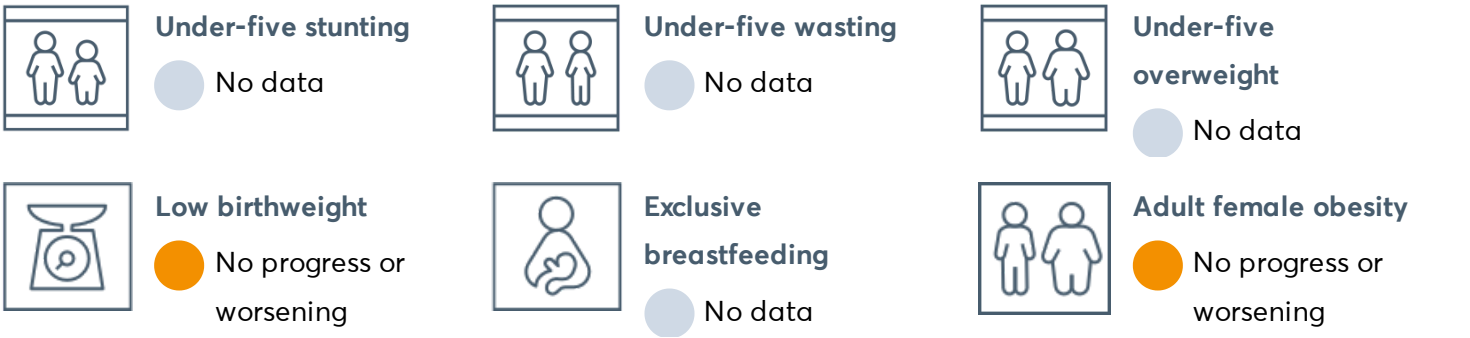 Under-five stunting
No data
Under-five wasting
No data
Under-five
overweight
No data
Low birthweight
No progress or
worsening
Exclusive
breastfeeding
No data
Adult female obesity
No progress or
worsening